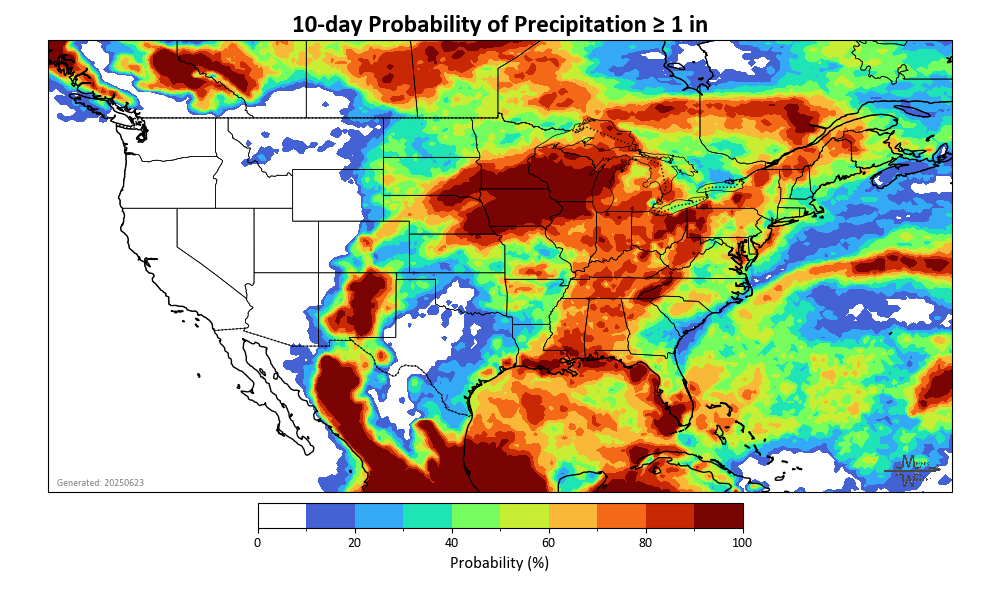 10-day Probability of Precipitation ≥ 1 in
Generated: 20250623
0 20 40 60 80 100
Probability (%)